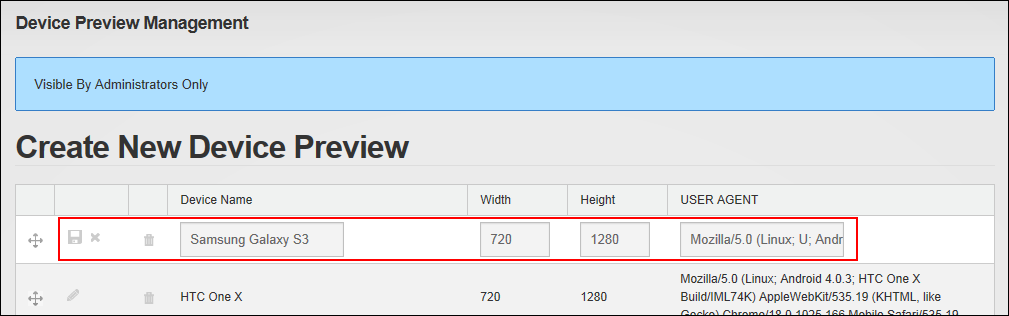 Device Preview Management
Visible By Administrators Only
Create New Device Preview
Device Name Width Height USER AGENT
Samsung Galaxy S3 720 1280 Mozilla/5.0 (Linux; U; Andr
HTC One X 720 1280 Mozilla/5.0 (Linux; Android 4.0.3; HTC One X
Build/IML74K) AppleWebKit/535.19 (KHTML, like
Gecko) Chrome/18.0.1025.166 Mobile Safari/535.19